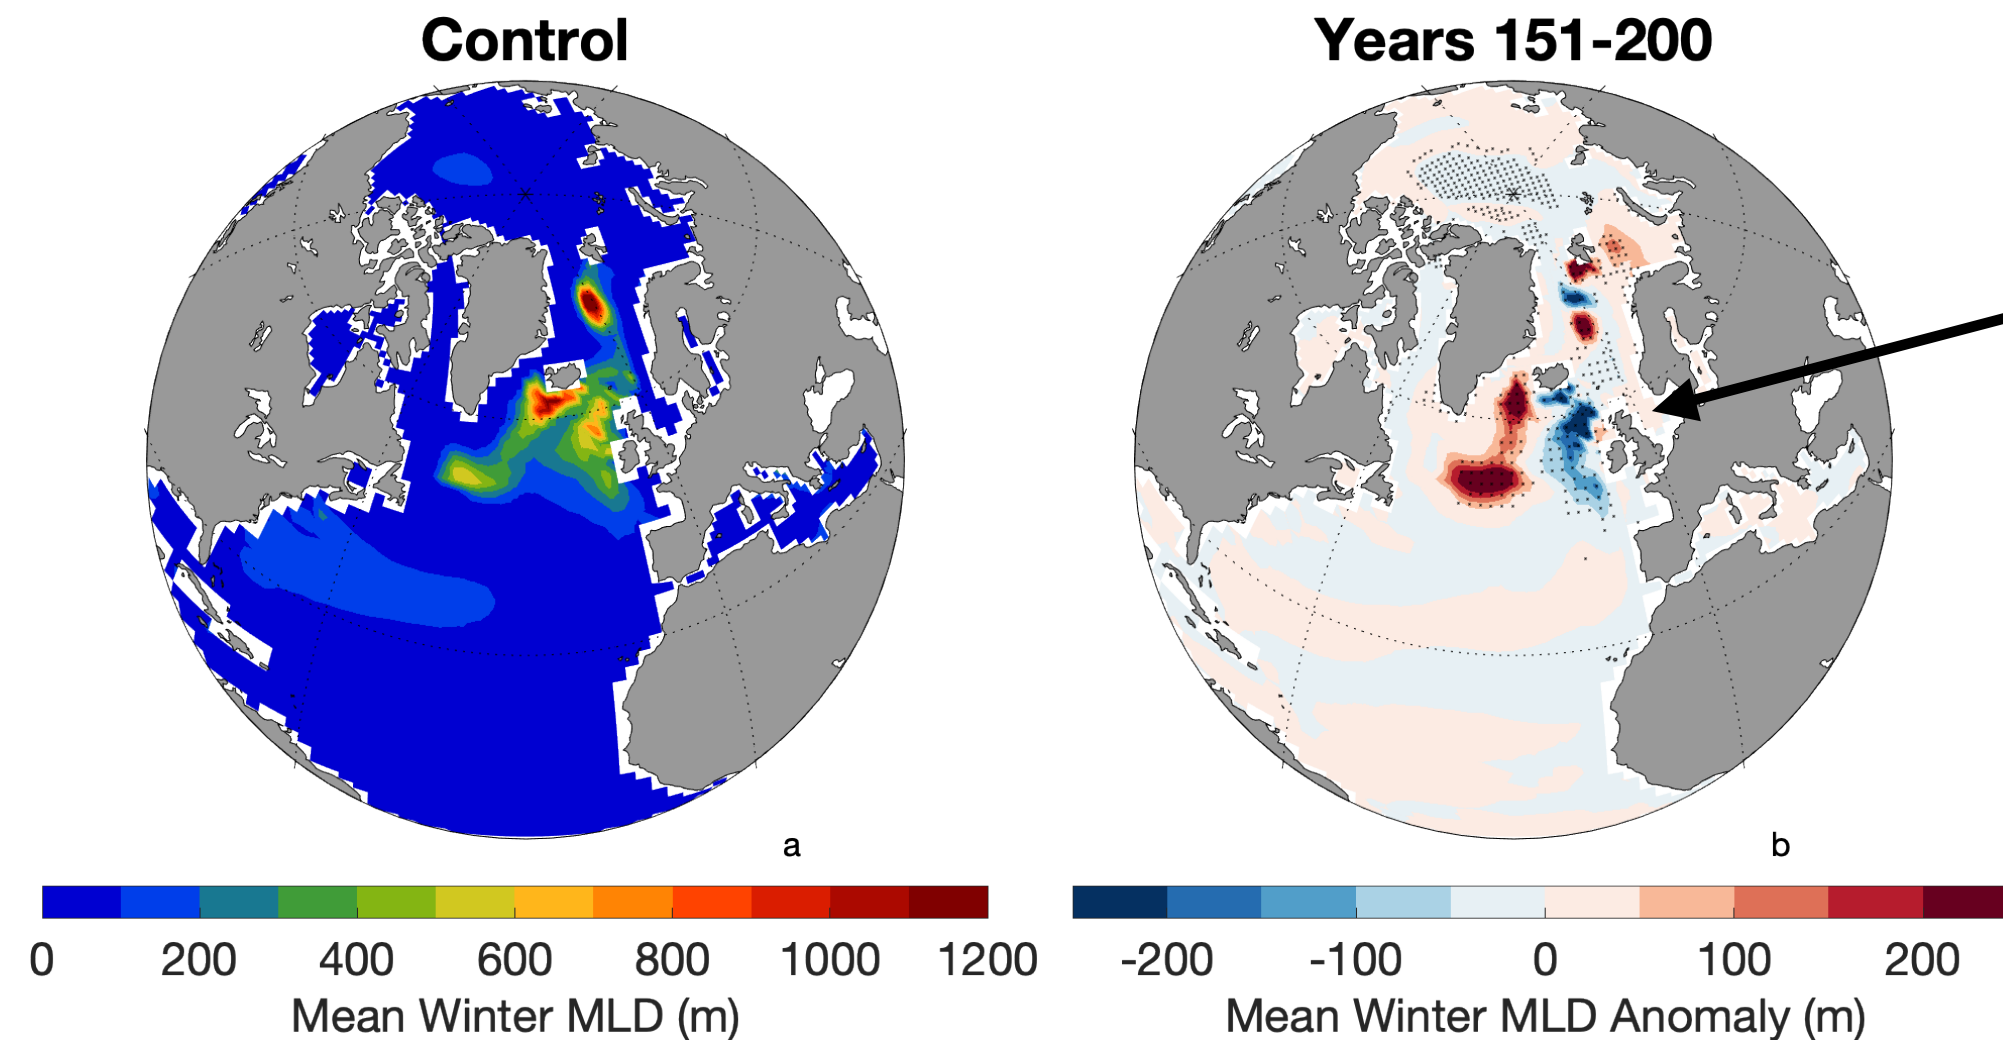 Control
Years 151-200
a
b
0 200 400 600 800 1000 1200
-200 -100 0 100 200
Mean Winter MLD (m)
Mean Winter MLD Anomaly (m)